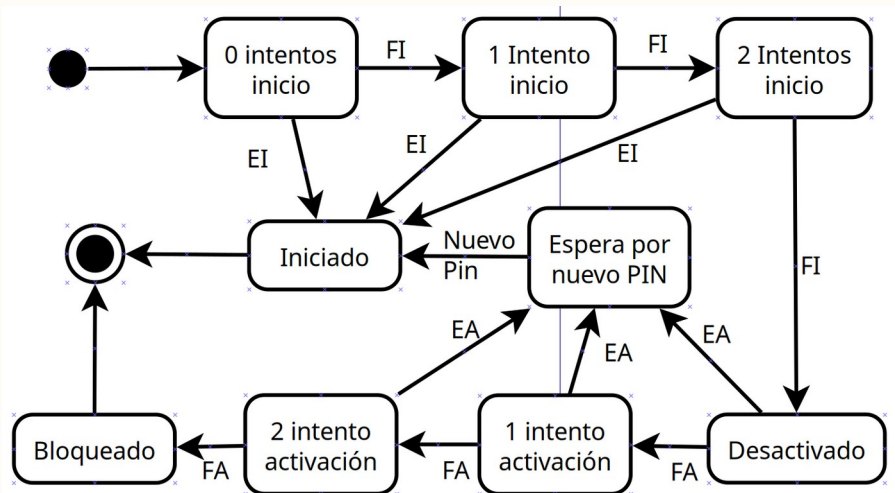 0 intentos
inicio
FI
1 Intento
inicio
FI
2 Intentos
inicio
EI
EI
EI
Iniciado
Nuevo
Pin
Espera por
nuevo PIN
FI
EA
EA
EA
Bloqueado
FA
2 intento
activación
FA
1 intento
activación
FA
Desactivado